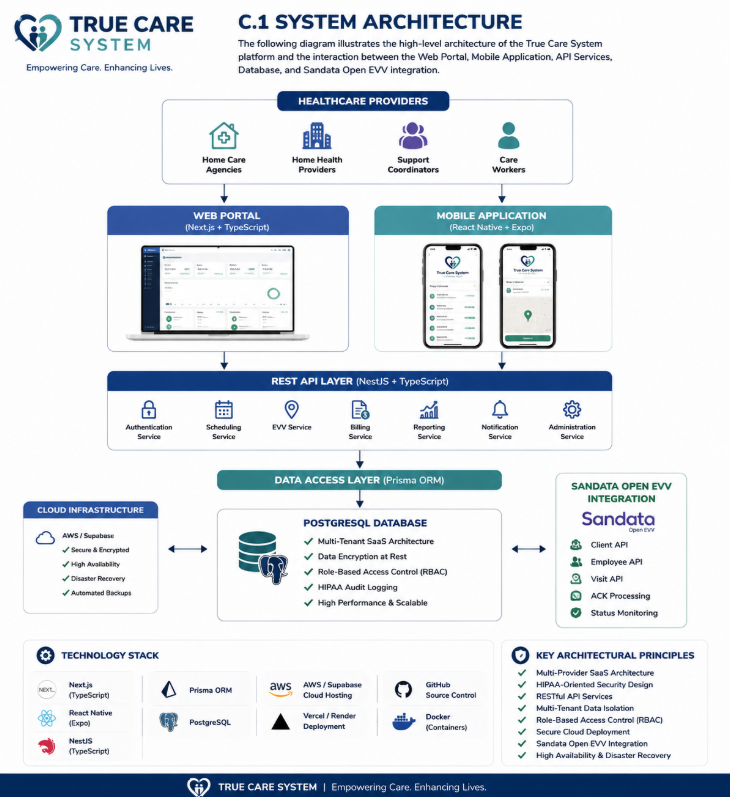 TRUE CARE
SYSTEM
Empowering Care. Enhancing Lives.
C.1 SYSTEM ARCHITECTURE
The following diagram illustrates the high-level architecture of the True Care System
platform and the interaction between the Web Portal, Mobile Application, API Services,
Database, and Sandata Open EVV integration.
HEALTHCARE PROVIDERS
Home Care
Agencies
Home Health
Providers
Support
Coordinators
Care
Workers
WEB PORTAL
(Next.js + TypeScript)
MOBILE APPLICATION
(React Native + Expo)
True Care System
True Care System
REST API LAYER (NestJS + TypeScript)
Authentication
Service
Scheduling
Service
EVV Service
Billing
Service
Reporting
Service
Notification
Service
Administration
Service
DATA ACCESS LAYER (Prisma ORM)
CLOUD INFRASTRUCTURE
AWS / Supabase
Secure & Encrypted
High Availability
Disaster Recovery
Automated Backups
POSTGRESQL DATABASE
Multi-Tenant SaaS Architecture
Data Encryption at Rest
Role-Based Access Control (RBAC)
HIPAA Audit Logging
High Performance & Scalable
SANDATA OPEN EVV
INTEGRATION
Sandata
Open EVV
Client API
Employee API
Visit API
ACK Processing
Status Monitoring
TECHNOLOGY STACK
NEXT.
Next.js
(TypeScript)
React Native
(Expo)
NestJS
(TypeScript)
Prisma ORM
PostgreSQL
aws
AWS / Supabase
Cloud Hosting
Vercel / Render
Deployment
GitHub
Source Control
Docker
(Containers)
KEY ARCHITECTURAL PRINCIPLES
Multi-Provider SaaS Architecture
HIPAA-Oriented Security Design
RESTful API Services
Multi-Tenant Data Isolation
Role-Based Access Control (RBAC)
Secure Cloud Deployment
Sandata Open EVV Integration
High Availability & Disaster Recovery
TRUE CARE SYSTEM | Empowering Care. Enhancing Lives.